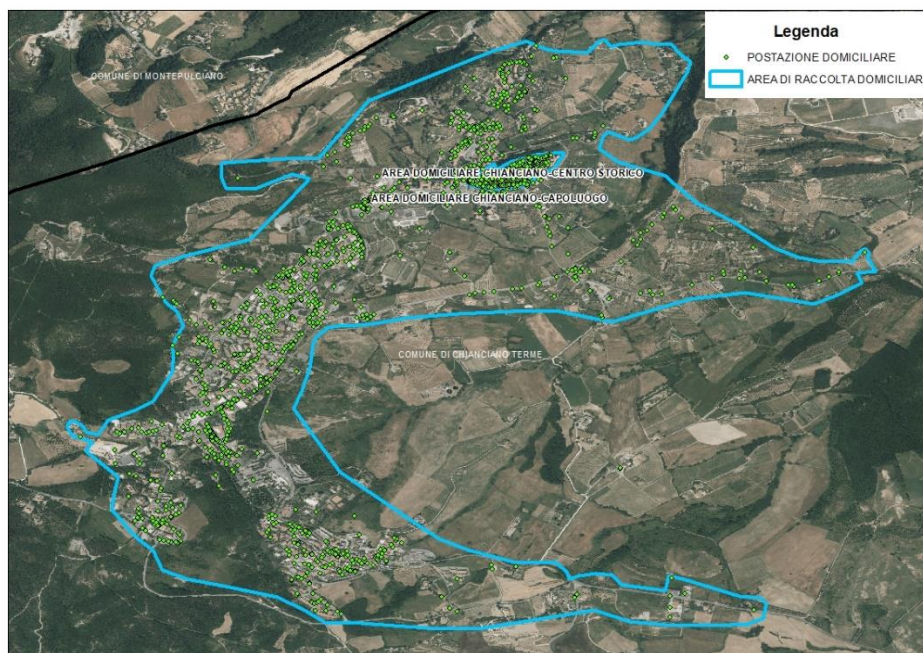 Legenda
POSTAZIONE DOMICILIARE
AREA DI RACCOLTA DOMICILIAR
COMUNE DI MONTEPULCIANO
AREA DOMICILIARE CHIANCIANO-CENTRO STORICO
AREA DOMICILIARE CHIANCIANO-CAPOLUOGO
COMUNE DI CHIANCIANO TERME